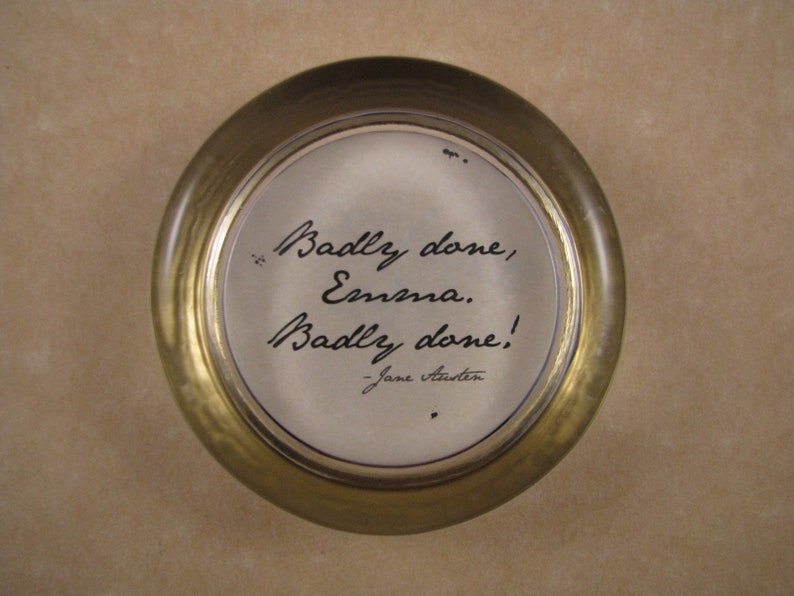 Badly done,
Emma.
Badly done!
-Jane Austen